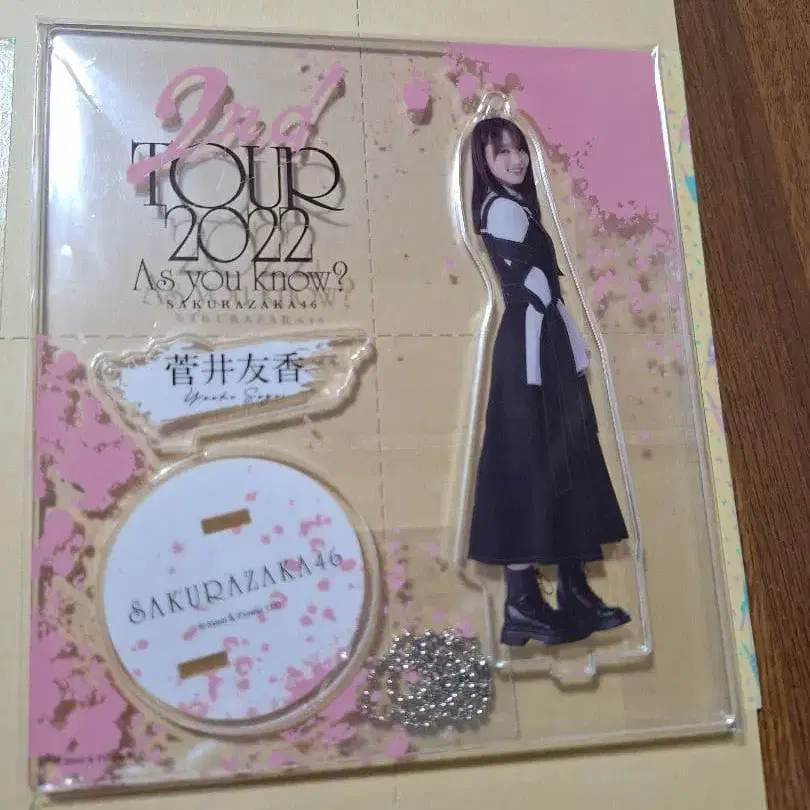 2nd
TOUR
2022
As you know?
SAKURAZAKA46
菅井友香
Yuuka Sugai
SAKURAZAKA46